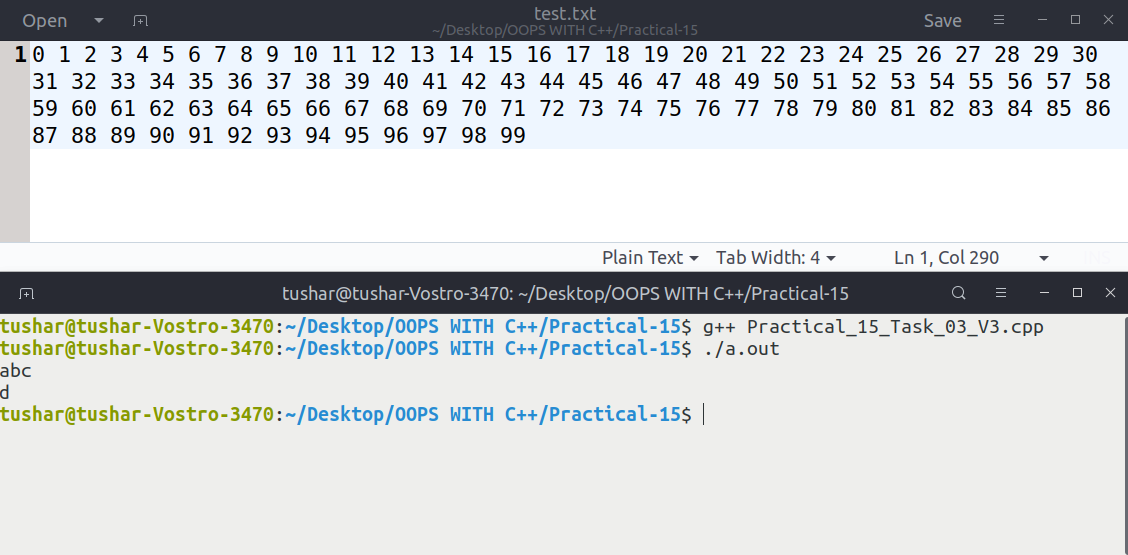 Open
test.txt
~/Desktop/OOPS WITH C++/Practical-15
Save
1 0 1 2 3 4 5 6 7 8 9 10 11 12 13 14 15 16 17 18 19 20 21 22 23 24 25 26 27 28 29 30
31 32 33 34 35 36 37 38 39 40 41 42 43 44 45 46 47 48 49 50 51 52 53 54 55 56 57 58
59 60 61 62 63 64 65 66 67 68 69 70 71 72 73 74 75 76 77 78 79 80 81 82 83 84 85 86
87 88 89 90 91 92 93 94 95 96 97 98 99
Plain Text Tab Width: 4 Ln 1, Col 290 INS
tushar@tushar-Vostro-3470: ~/Desktop/OOPS WITH C++/Practical-15
tushar@tushar-Vostro-3470:~/Desktop/OOPS WITH C++/Practical-15$ g++ Practical_15_Task_03_V3.cpp
tushar@tushar-Vostro-3470:~/Desktop/OOPS WITH C++/Practical-15$ ./a.out
abc
d
tushar@tushar-Vostro-3470:~/Desktop/OOPS WITH C++/Practical-15$